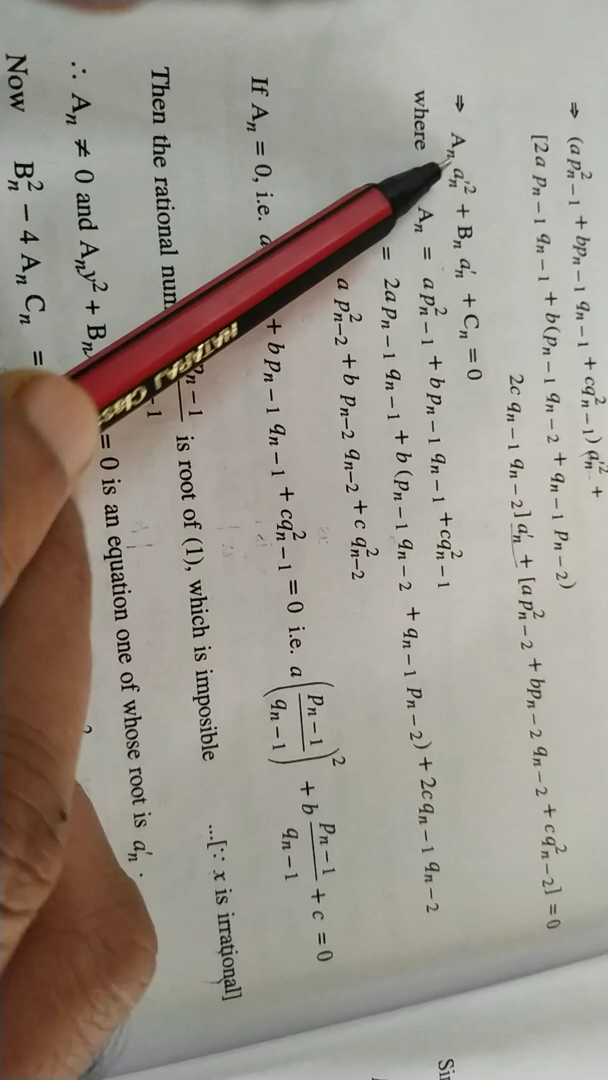 ⇒ (ap²ₙ₋₁ + bpₙ₋₁ qₙ₋₁ + cq²ₙ₋₁) a′ₙ² +
[2a pₙ₋₁ qₙ₋₁ + b(pₙ₋₁ qₙ₋₂ + qₙ₋₁ pₙ₋₂)
2c qₙ₋₁ qₙ₋₂] a′ₙ + [ap²ₙ₋₂ + bpₙ₋₂ qₙ₋₂ + cq²ₙ₋₂] = 0
⇒ Aₙ a′ₙ² + Bₙ a′ₙ + Cₙ = 0
where Aₙ = ap²ₙ₋₁ + bpₙ₋₁ qₙ₋₁ + cq²ₙ₋₁
= 2apₙ₋₁ qₙ₋₁ + b(pₙ₋₁ qₙ₋₂ + qₙ₋₁ pₙ₋₂) + 2cqₙ₋₁ qₙ₋₂
a p²ₙ₋₂ + b pₙ₋₂ qₙ₋₂ + c q²ₙ₋₂
If Aₙ = 0, i.e. a + bpₙ₋₁ qₙ₋₁ + cq²ₙ₋₁ = 0 i.e. a (pₙ₋₁/qₙ₋₁)² + b pₙ₋₁/qₙ₋₁ + c = 0
Then the rational pₙ₋₁ is root of (1), which is imposible ...[∵ x is irrational]
∴ Aₙ ≠ 0 and Aₙy² + Bₙ = 0 is an equation one of whose root is a′ₙ.
Now B²ₙ − 4 Aₙ Cₙ =
NATARAJ